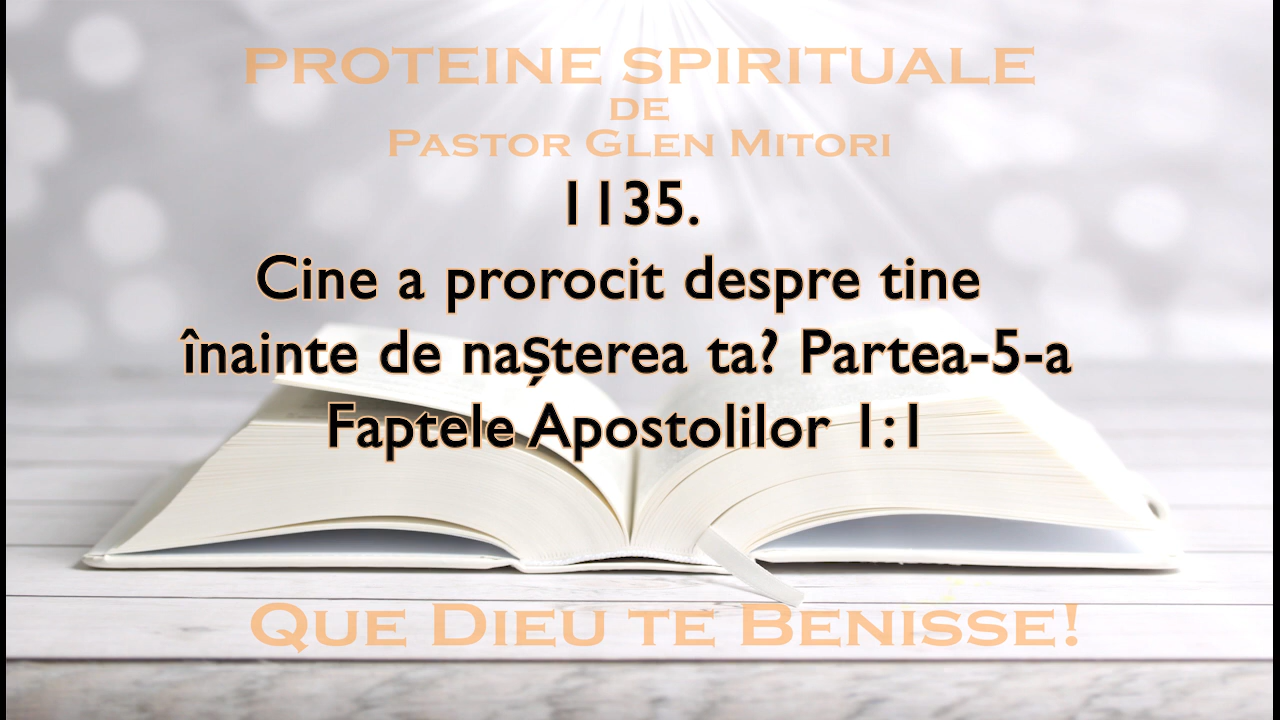 PROTEINE SPIRITUALE
DE
PASTOR GLEN MITORI
1135.
Cine a prorocit despre tine
înainte de nașterea ta? Partea-5-a
Faptele Apostolilor 1:1
QUE DIEU TE BENISSE!